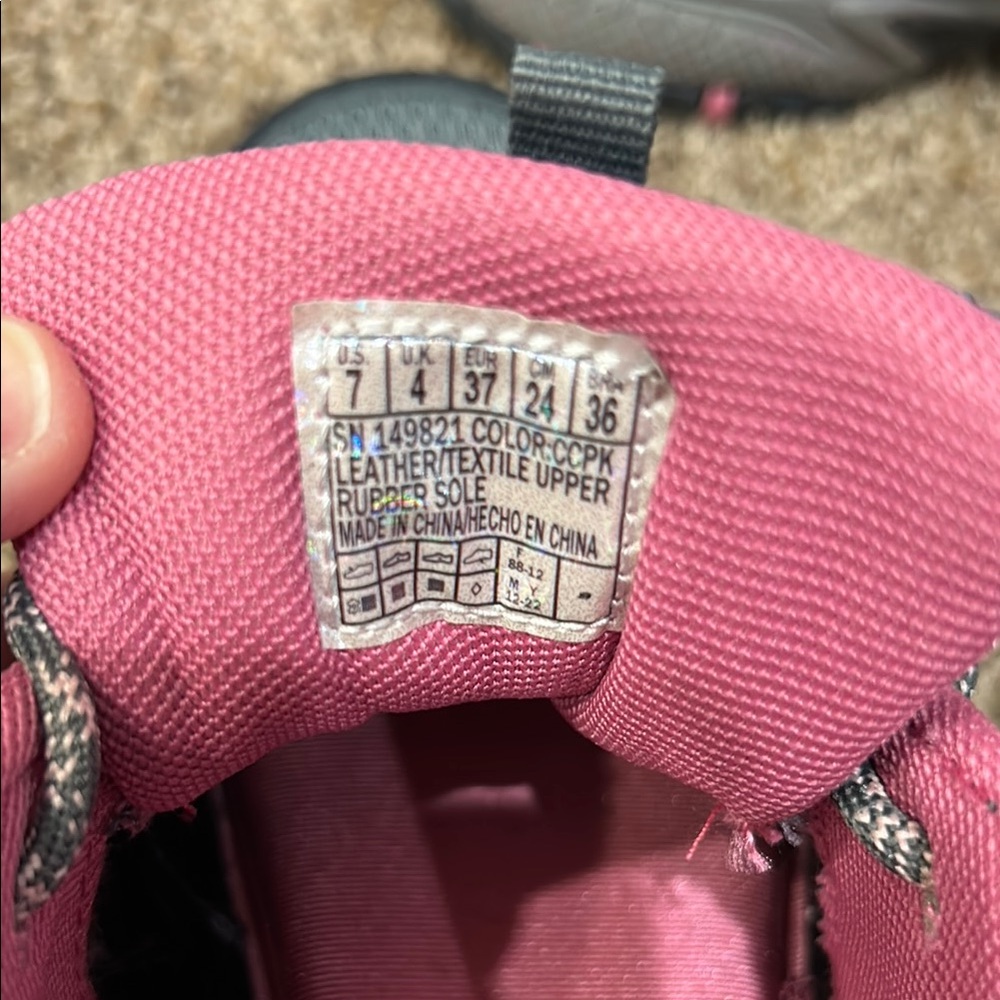 U.S. U.K. EUR CM BRA
7 4 37 24 36
SN 149821 COLOR:CCPK
LEATHER/TEXTILE UPPER
RUBBER SOLE
MADE IN CHINA/HECHO EN CHINA
F
88-12
M Y
12-22